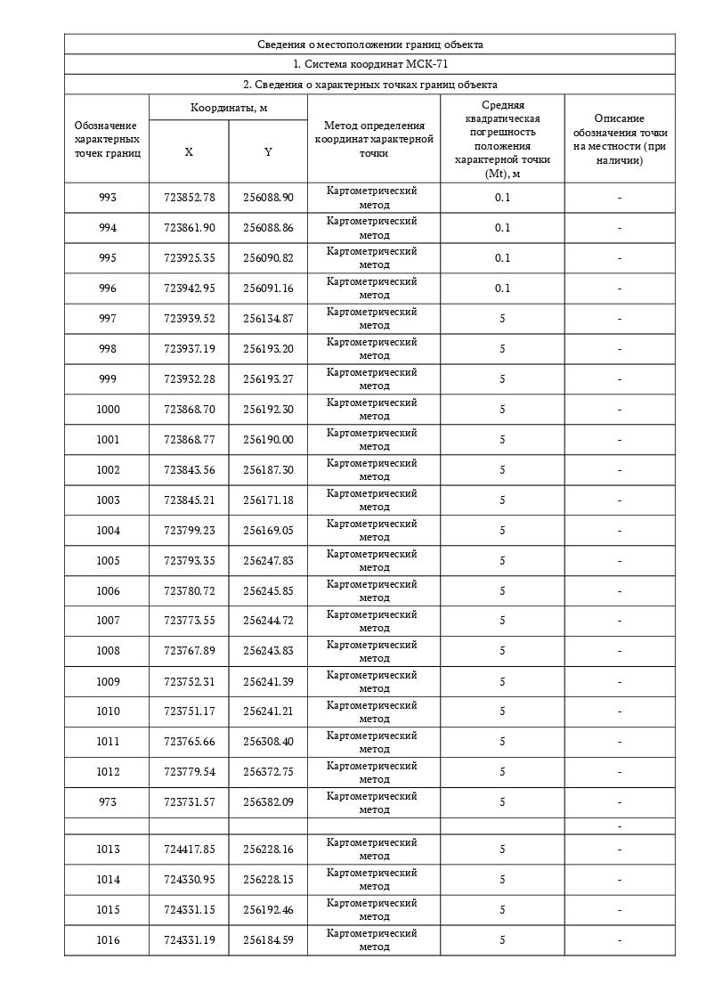 Сведения о местоположении границ объекта
1. Система координат МСК-71
2. Сведения о характерных точках границ объекта
Обозначение
характерных
точек границ
Координаты, м
X
Y
Метод определения
координат характерной
точки
Средняя
квадратическая
погрешность
положения
характерной точки
(Mt), м
Описание
обозначения точки
на местности (при
наличии)
993 723852.78 256088.90 Картометрический
метод 0.1 -
994 723861.90 256088.86 Картометрический
метод 0.1 -
995 723925.35 256090.82 Картометрический
метод 0.1 -
996 723942.95 256091.16 Картометрический
метод 0.1 -
997 723939.52 256134.87 Картометрический
метод 5 -
998 723937.19 256193.20 Картометрический
метод 5 -
999 723932.28 256193.27 Картометрический
метод 5 -
1000 723868.70 256192.30 Картометрический
метод 5 -
1001 723868.77 256190.00 Картометрический
метод 5 -
1002 723843.56 256187.30 Картометрический
метод 5 -
1003 723845.21 256171.18 Картометрический
метод 5 -
1004 723799.23 256169.05 Картометрический
метод 5 -
1005 723793.35 256247.83 Картометрический
метод 5 -
1006 723780.72 256245.85 Картометрический
метод 5 -
1007 723773.55 256244.72 Картометрический
метод 5 -
1008 723767.89 256243.83 Картометрический
метод 5 -
1009 723752.31 256241.39 Картометрический
метод 5 -
1010 723751.17 256241.21 Картометрический
метод 5 -
1011 723765.66 256308.40 Картометрический
метод 5 -
1012 723779.54 256372.75 Картометрический
метод 5 -
973 723731.57 256382.09 Картометрический
метод 5 -
-
1013 724417.85 256228.16 Картометрический
метод 5 -
1014 724330.95 256228.15 Картометрический
метод 5 -
1015 724331.15 256192.46 Картометрический
метод 5 -
1016 724331.19 256184.59 Картометрический
метод 5 -